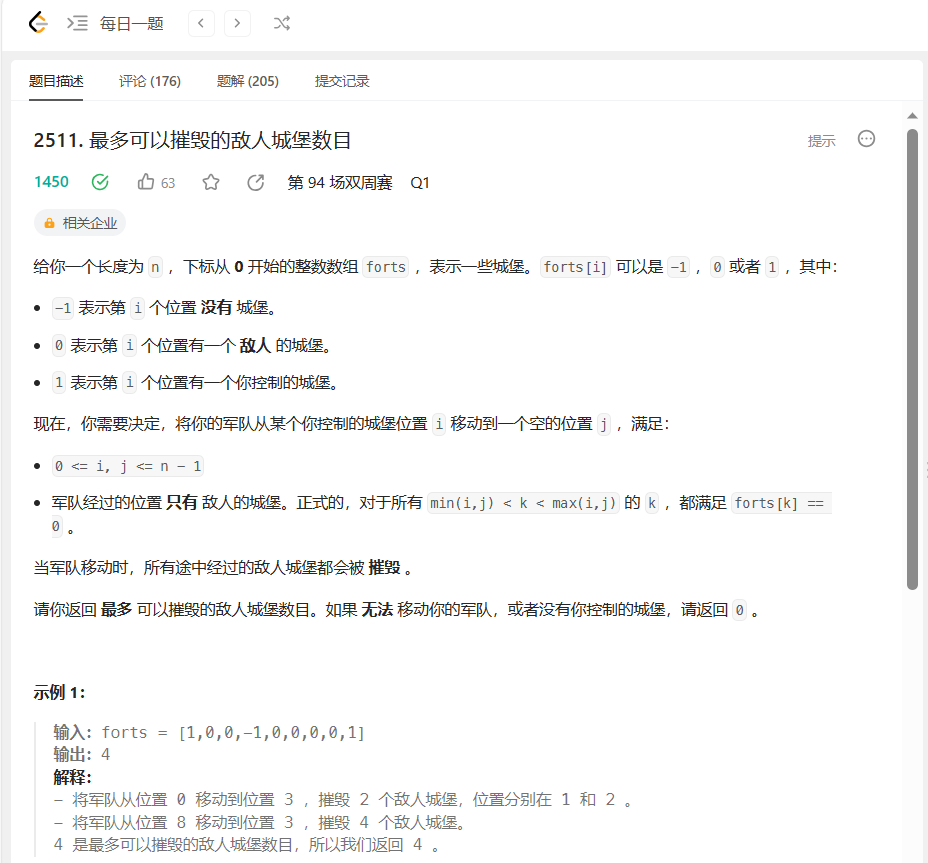 每日一题
题目描述 评论 (176) 题解 (205) 提交记录
2511. 最多可以摧毁的敌人城堡数目 提示
1450 63 第 94 场双周赛 Q1
相关企业
给你一个长度为 n ，下标从 0 开始的整数数组 forts ，表示一些城堡。forts[i] 可以是 -1 ，0 或者 1 ，其中：
-1 表示第 i 个位置 没有 城堡。
0 表示第 i 个位置有一个 敌人 的城堡。
1 表示第 i 个位置有一个你控制的城堡。
现在，你需要决定，将你的军队从某个你控制的城堡位置 i 移动到一个空的位置 j ，满足：
0 <= i, j <= n - 1
军队经过的位置 只有 敌人的城堡。正式的，对于所有 min(i,j) < k < max(i,j) 的 k ，都满足 forts[k] ==
0 。
当军队移动时，所有途中经过的敌人城堡都会被 摧毁 。
请你返回 最多 可以摧毁的敌人城堡数目。如果 无法 移动你的军队，或者没有你控制的城堡，请返回 0 。
示例 1：
输入：forts = [1,0,0,-1,0,0,0,0,1]
输出：4
解释：
- 将军队从位置 0 移动到位置 3 ，摧毁 2 个敌人城堡，位置分别在 1 和 2 。
- 将军队从位置 8 移动到位置 3 ，摧毁 4 个敌人城堡。
4 是最多可以摧毁的敌人城堡数目，所以我们返回 4 。